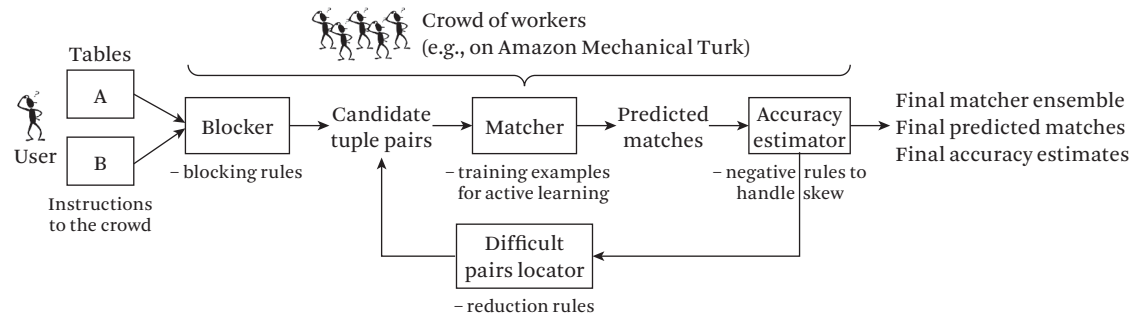 Crowd of workers
(e.g., on Amazon Mechanical Turk)
Tables
A
B
User
Instructions
to the crowd
Blocker
– blocking rules
Candidate
tuple pairs
Matcher
– training examples
for active learning
Predicted
matches
Accuracy
estimator
– negative rules to
handle skew
Final matcher ensemble
Final predicted matches
Final accuracy estimates
Difficult
pairs locator
– reduction rules